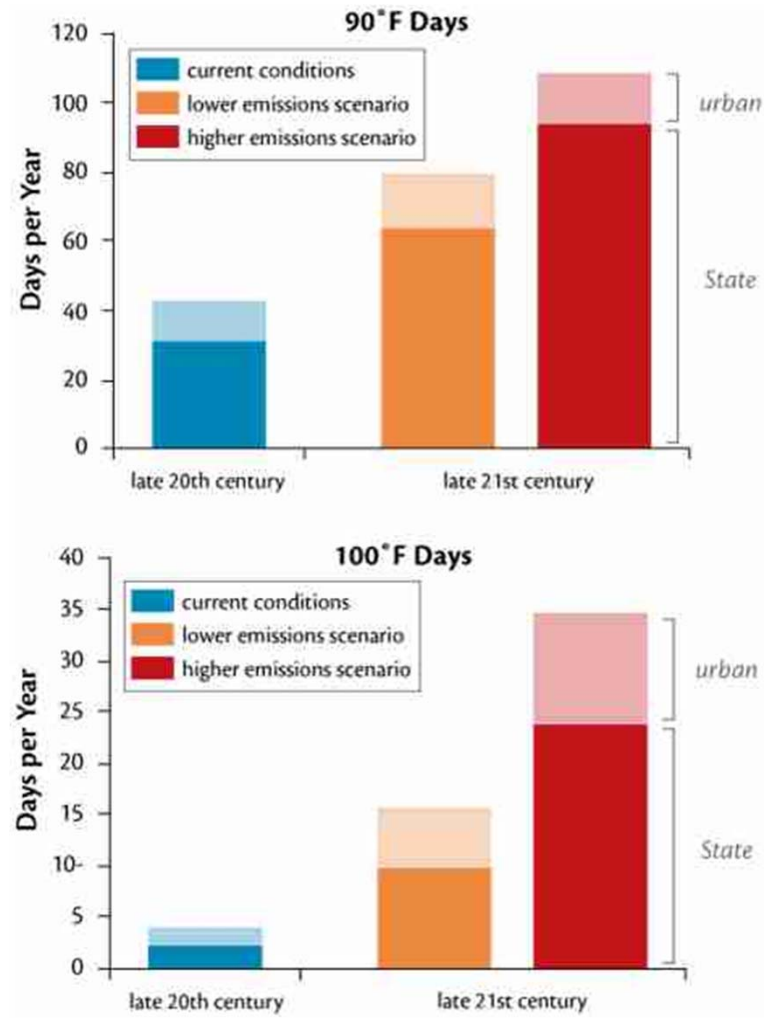 90°F Days
120
100
80
60
40
20
0
Days per Year
current conditions
lower emissions scenario
higher emissions scenario
urban
State
late 20th century
late 21st century
100°F Days
40
35
30
25
20
15
10-
5
0
Days per Year
current conditions
lower emissions scenario
higher emissions scenario
urban
State
late 20th century
late 21st century